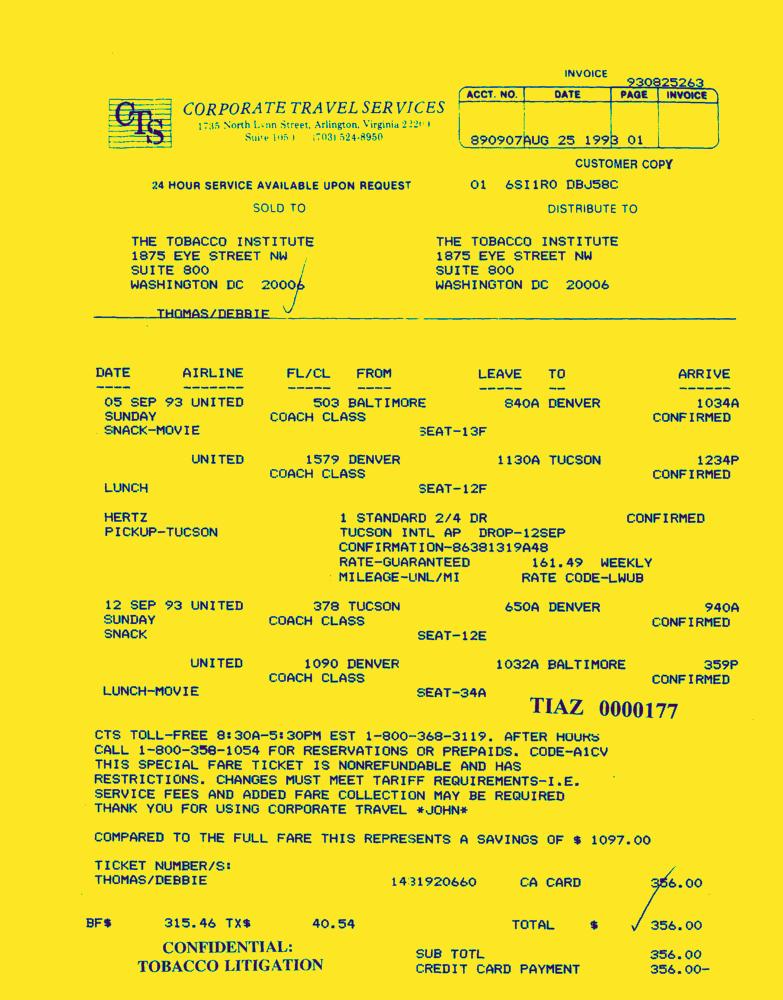 INVOICE
930825263
ACCT. NO. DATE PAGE INVOICE
890907 AUG 25 1993 01
CUSTOMER COPY
CTS
CORPORATE TRAVEL SERVICES
1735 North Lynn Street, Arlington, Virginia
Suite (703) 524-8950
24 HOUR SERVICE AVAILABLE UPON REQUEST
01 6SI1R0 DBJ58C
SOLD TO DISTRIBUTE TO
THE TOBACCO INSTITUTE THE TOBACCO INSTITUTE
1875 EYE STREET NW 1875 EYE STREET NW
SUITE 800 SUITE 800
WASHINGTON DC 20006 WASHINGTON DC 20006
THOMAS/DEBBIE
DATE AIRLINE FL/CL FROM LEAVE TO ARRIVE
---- ------- ----- ---- ----- -- ------
05 SEP 93 UNITED 503 BALTIMORE 840A DENVER 1034A
SUNDAY COACH CLASS CONFIRMED
SNACK-MOVIE SEAT-13F
UNITED 1579 DENVER 1130A TUCSON 1234P
COACH CLASS CONFIRMED
LUNCH SEAT-12F
HERTZ 1 STANDARD 2/4 DR CONFIRMED
PICKUP-TUCSON TUCSON INTL AP DROP-12SEP
CONFIRMATION-86381319A48
RATE-GUARANTEED 161.49 WEEKLY
MILEAGE-UNL/MI RATE CODE-LWUB
12 SEP 93 UNITED 378 TUCSON 650A DENVER 940A
SUNDAY COACH CLASS CONFIRMED
SNACK SEAT-12E
UNITED 1090 DENVER 1032A BALTIMORE 359P
COACH CLASS CONFIRMED
LUNCH-MOVIE SEAT-34A
TIAZ 0000177
CTS TOLL-FREE 8:30A-5:30PM EST 1-800-368-3119. AFTER HOURS
CALL 1-800-358-1054 FOR RESERVATIONS OR PREPAIDS. CODE-A1CV
THIS SPECIAL FARE TICKET IS NONREFUNDABLE AND HAS
RESTRICTIONS. CHANGES MUST MEET TARIFF REQUIREMENTS-I.E.
SERVICE FEES AND ADDED FARE COLLECTION MAY BE REQUIRED
THANK YOU FOR USING CORPORATE TRAVEL *JOHN*
COMPARED TO THE FULL FARE THIS REPRESENTS A SAVINGS OF $ 1097.00
TICKET NUMBER/S:
THOMAS/DEBBIE 1431920660 CA CARD 356.00
BF$ 315.46 TX$ 40.54 TOTAL $ 356.00
CONFIDENTIAL:
TOBACCO LITIGATION
SUB TOTL 356.00
CREDIT CARD PAYMENT 356.00-